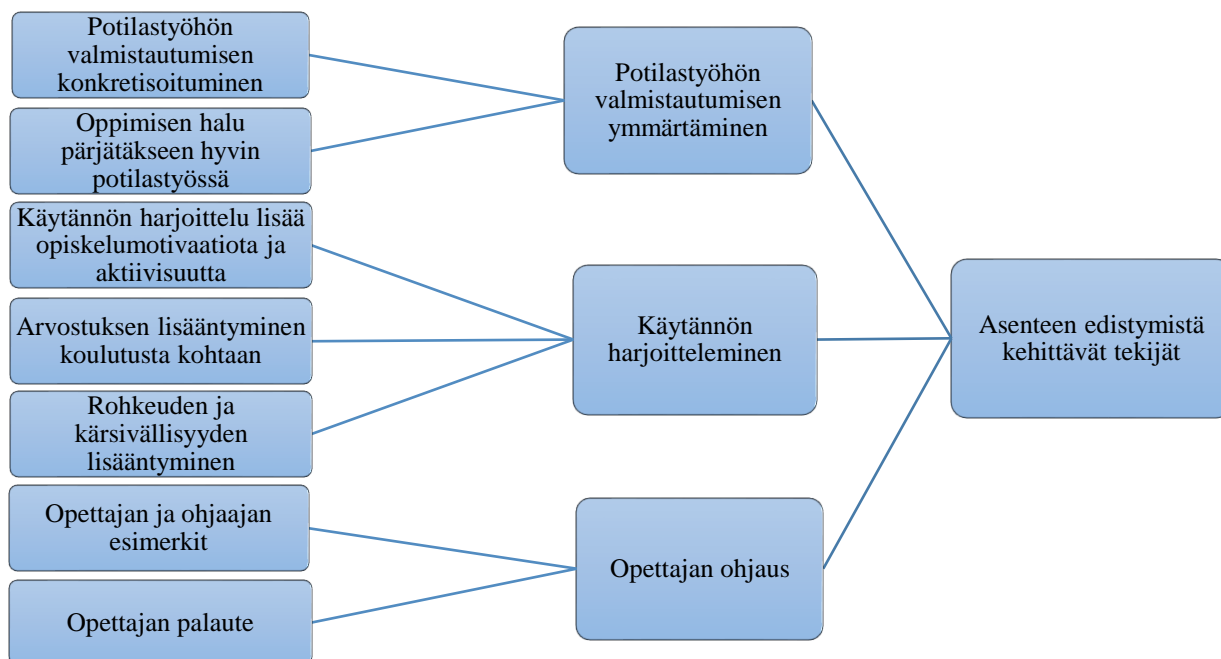 Potilastyöhön
valmistautumisen
konkretisoituminen
Oppimisen halu
pärjätäkseen hyvin
potilastyössä
Käytännön harjoittelu lisää
opiskelumotivaatiota ja
aktiivisuutta
Arvostuksen lisääntyminen
koulutusta kohtaan
Rohkeuden ja
kärsivällisyyden
lisääntyminen
Opettajan ja ohjaajan
esimerkit
Opettajan palaute
Potilastyöhön
valmistautumisen
ymmärtäminen
Käytännön
harjoitteleminen
Opettajan ohjaus
Asenteen edistymistä
kehittävät tekijät